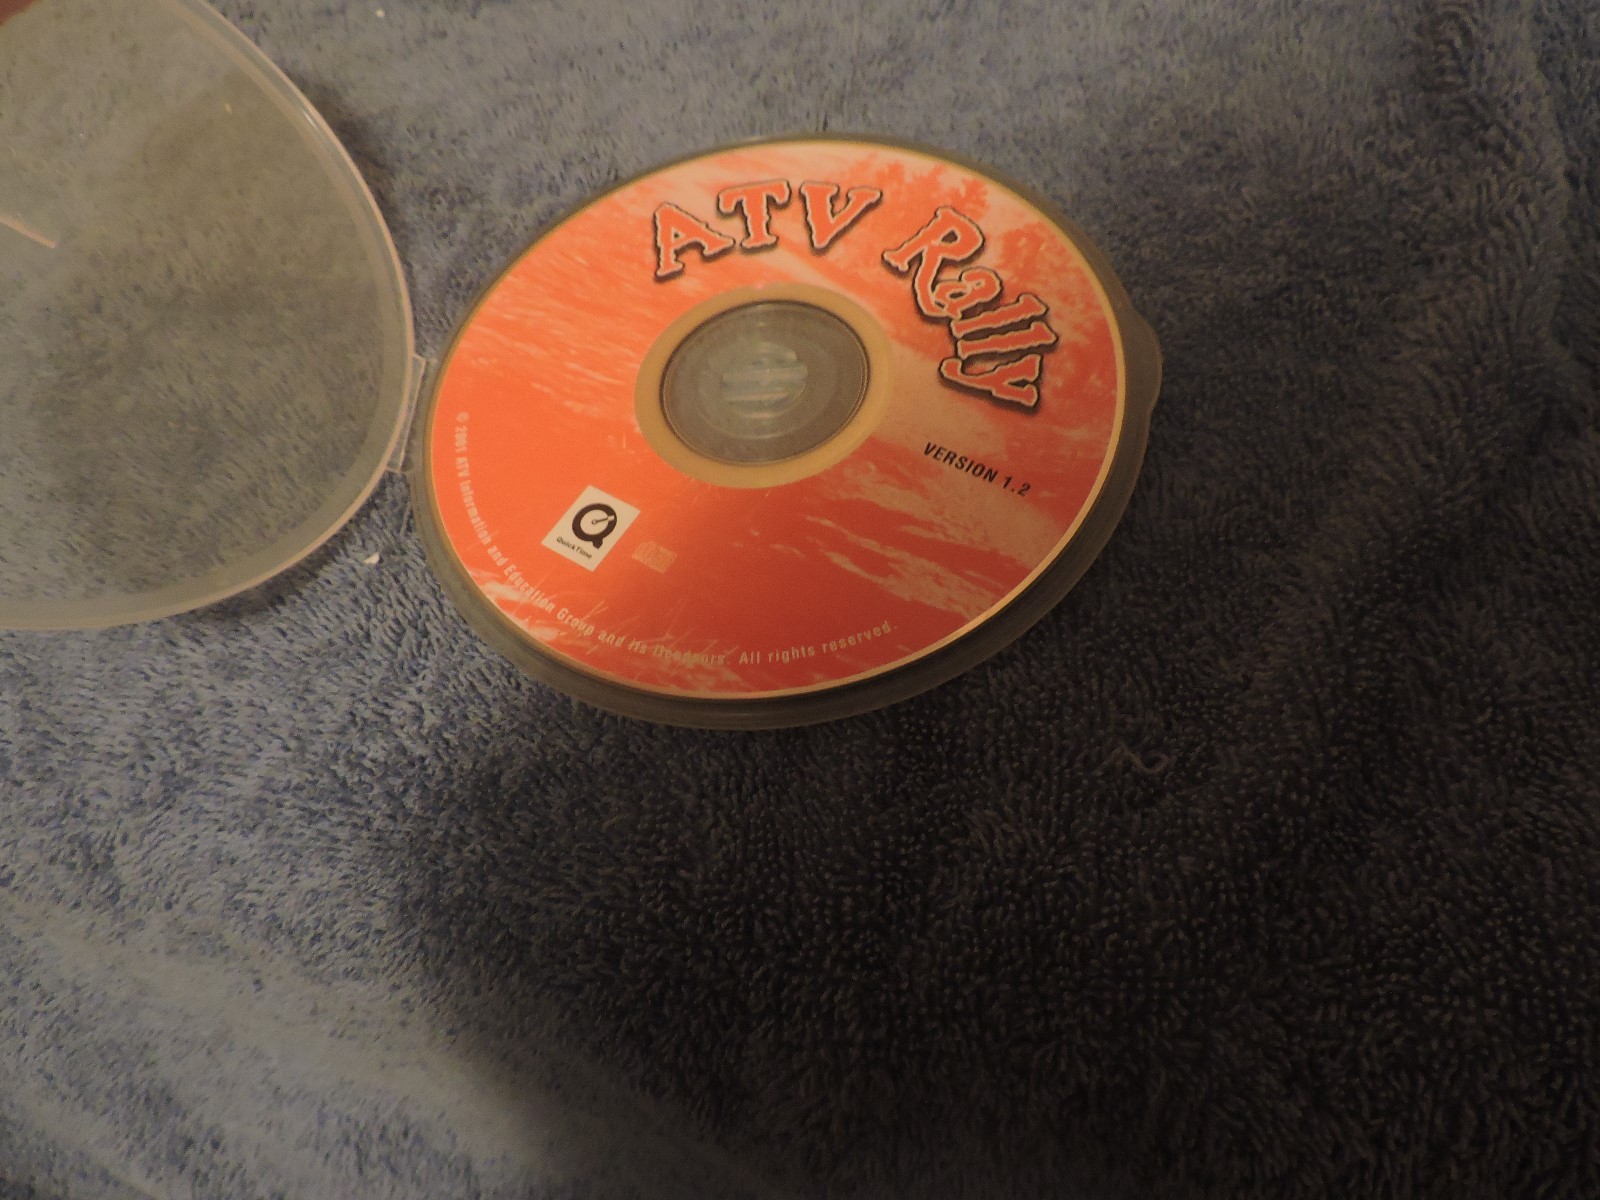 ATV Rally
VERSION 1.2
QuickTime
© 2001 ATV Information and Education Group and its licensors. All rights reserved.